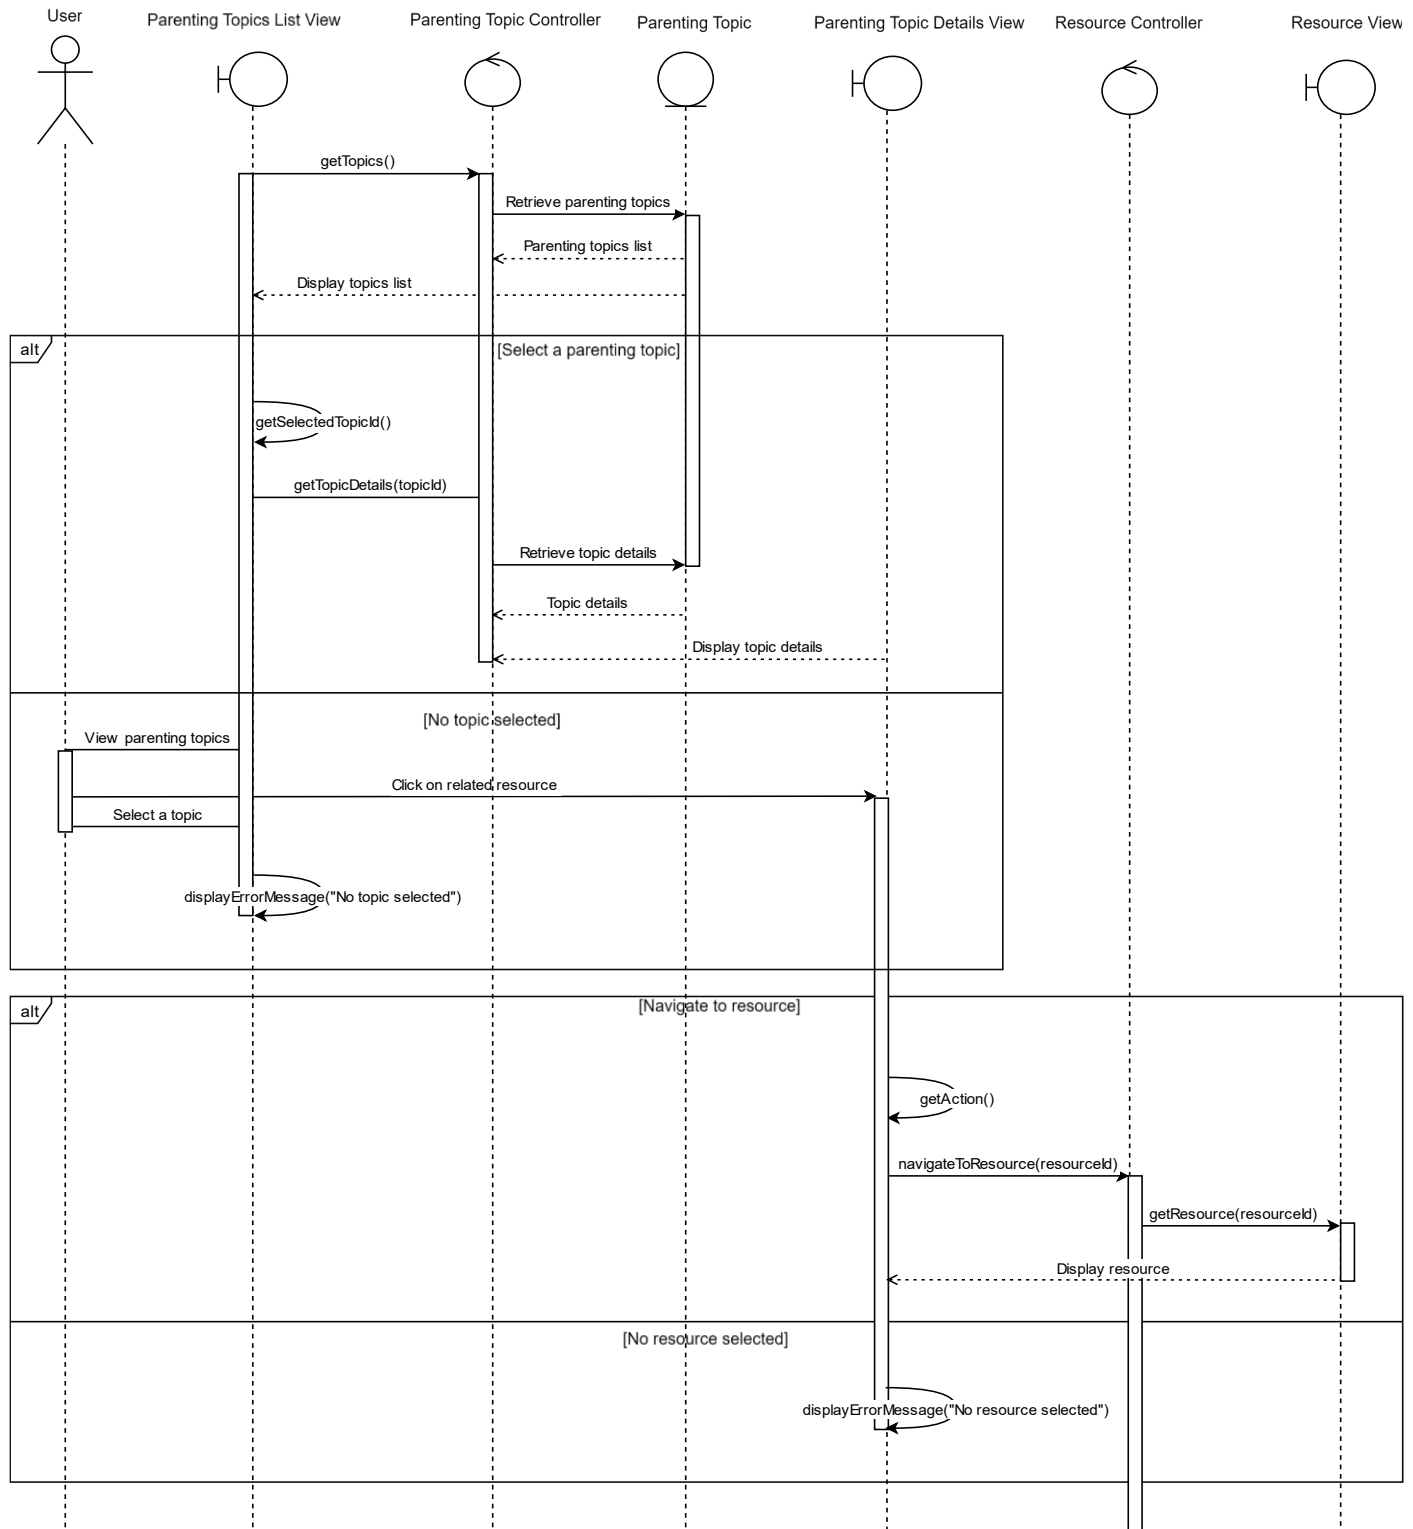 User
Parenting Topics List View
Parenting Topic Controller
Parenting Topic
Parenting Topic Details View
Resource Controller
Resource View
getTopics()
Retrieve parenting topics
Parenting topics list
Display topics list
alt
[Select a parenting topic]
getSelectedTopicId()
getTopicDetails(topicId)
Retrieve topic details
Topic details
Display topic details
[No topic selected]
View parenting topics
Click on related resource
Select a topic
displayErrorMessage("No topic selected")
alt
[Navigate to resource]
getAction()
navigateToResource(resourceId)
getResource(resourceId)
Display resource
[No resource selected]
displayErrorMessage("No resource selected")